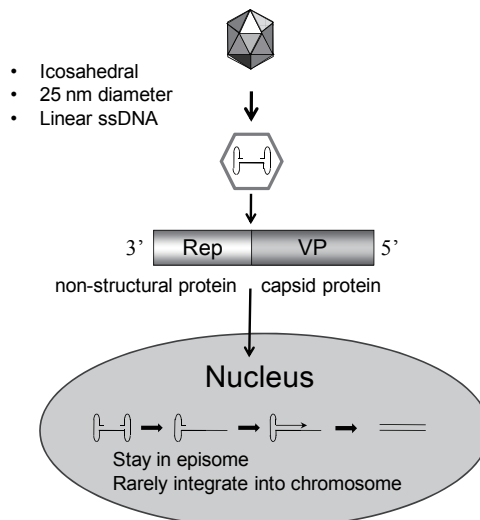 • Icosahedral
• 25 nm diameter
• Linear ssDNA
3’ Rep VP 5’
non-structural protein capsid protein
Nucleus
Stay in episome
Rarely integrate into chromosome